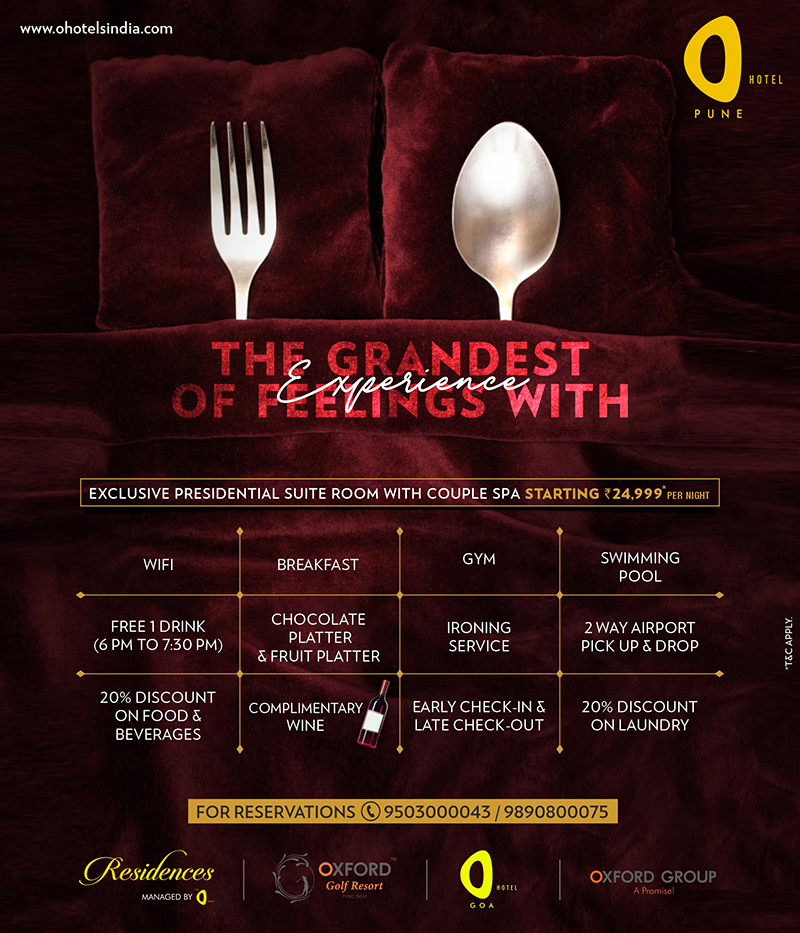 www.ohotelsindia.com
HOTEL
PUNE
THE GRANDEST
Experience
OF FEELINGS WITH
EXCLUSIVE PRESIDENTIAL SUITE ROOM WITH COUPLE SPA STARTING ₹24,999* PER NIGHT
WIFI
BREAKFAST
GYM
SWIMMING
POOL
FREE 1 DRINK
(6 PM TO 7:30 PM)
CHOCOLATE
PLATTER
& FRUIT PLATTER
IRONING
SERVICE
2 WAY AIRPORT
PICK UP & DROP
20% DISCOUNT
ON FOOD &
BEVERAGES
COMPLIMENTARY
WINE
EARLY CHECK-IN &
LATE CHECK-OUT
20% DISCOUNT
ON LAUNDRY
*T&C APPLY.
FOR RESERVATIONS 9503000043 / 9890800075
Residences
MANAGED BY
OXFORD™
Golf Resort
PUNE, INDIA
HOTEL
GOA
OXFORD GROUP
A Promise!